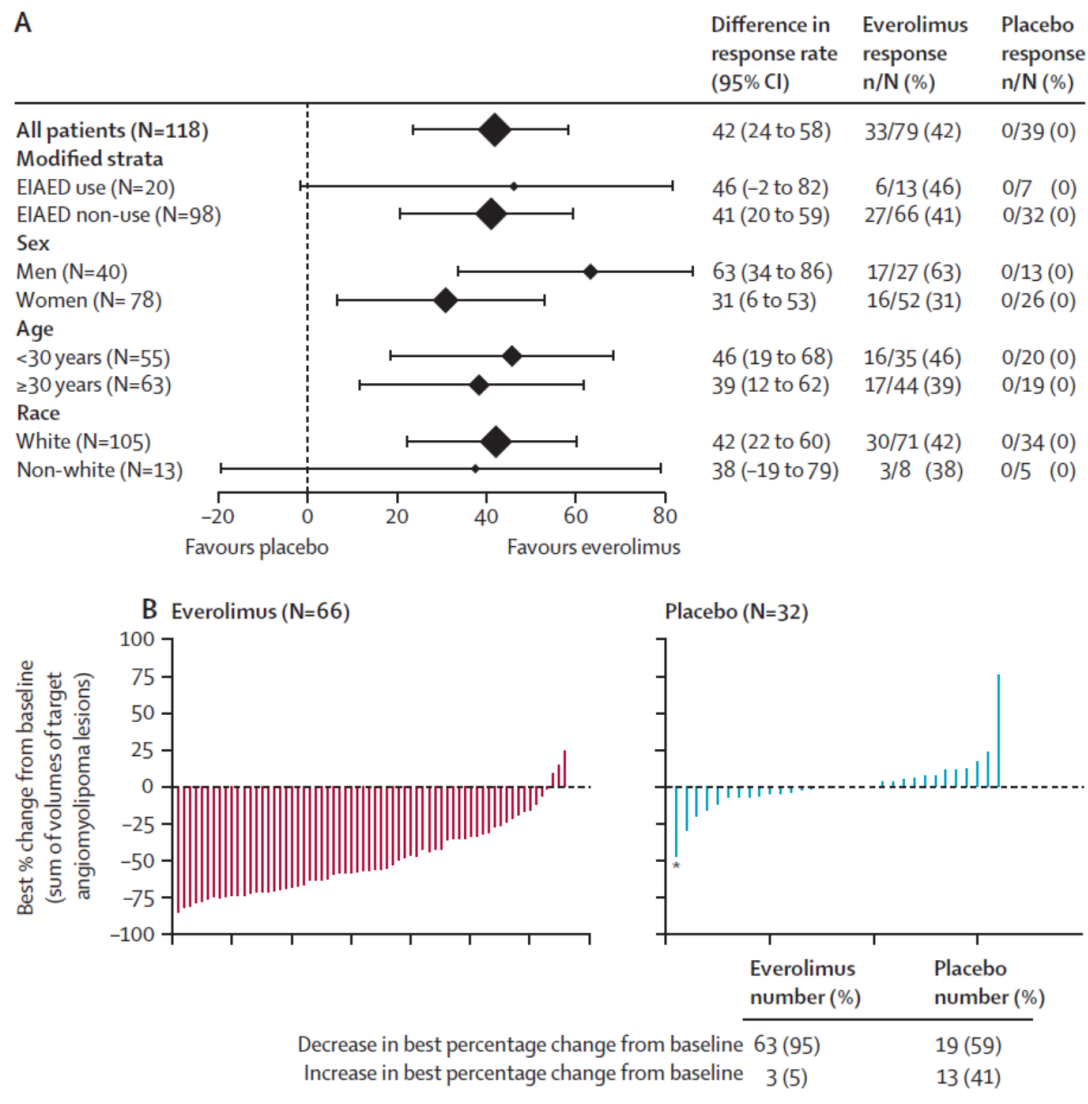 A
Difference in response rate (95% CI)
Everolimus response n/N (%)
Placebo response n/N (%)
All patients (N=118) 42 (24 to 58) 33/79 (42) 0/39 (0)
Modified strata
EIAED use (N=20) 46 (–2 to 82) 6/13 (46) 0/7 (0)
EIAED non-use (N=98) 41 (20 to 59) 27/66 (41) 0/32 (0)
Sex
Men (N=40) 63 (34 to 86) 17/27 (63) 0/13 (0)
Women (N= 78) 31 (6 to 53) 16/52 (31) 0/26 (0)
Age
<30 years (N=55) 46 (19 to 68) 16/35 (46) 0/20 (0)
≥30 years (N=63) 39 (12 to 62) 17/44 (39) 0/19 (0)
Race
White (N=105) 42 (22 to 60) 30/71 (42) 0/34 (0)
Non-white (N=13) 38 (–19 to 79) 3/8 (38) 0/5 (0)
–20 0 20 40 60 80
Favours placebo Favours everolimus
B Everolimus (N=66) Placebo (N=32)
Best % change from baseline
(sum of volumes of target
angiomyolipoma lesions)
100
75
50
25
0
–25
–50
–75
–100
*
Everolimus number (%)
Placebo number (%)
Decrease in best percentage change from baseline 63 (95) 19 (59)
Increase in best percentage change from baseline 3 (5) 13 (41)